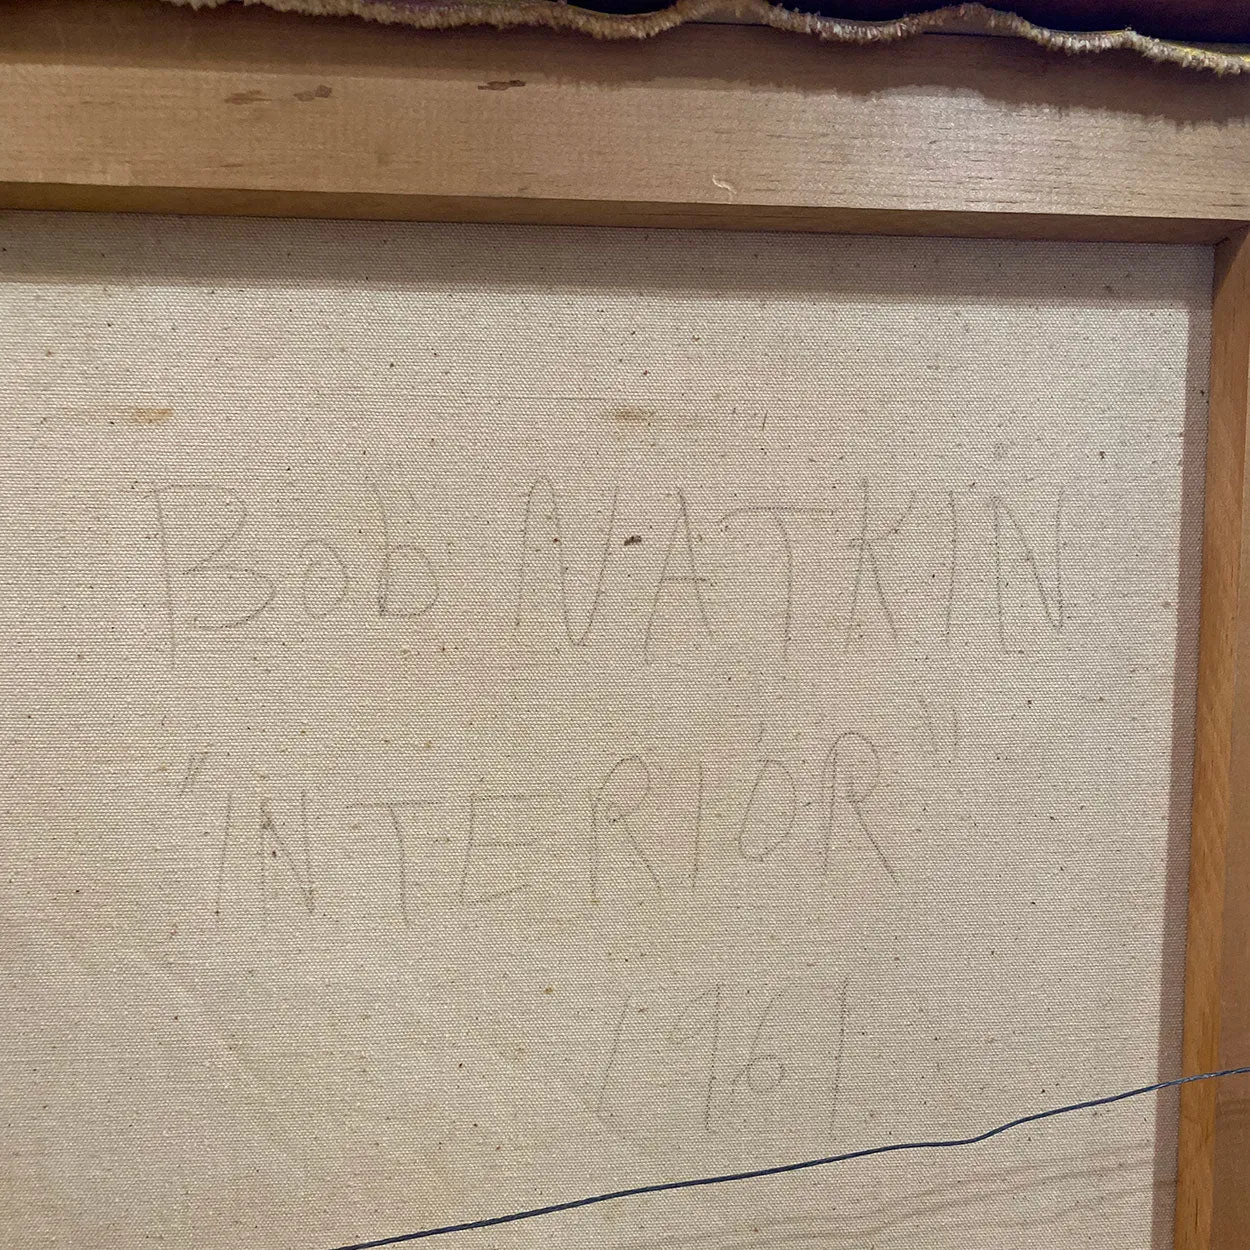 Bob NATKIN
"INTERIOR"
1961